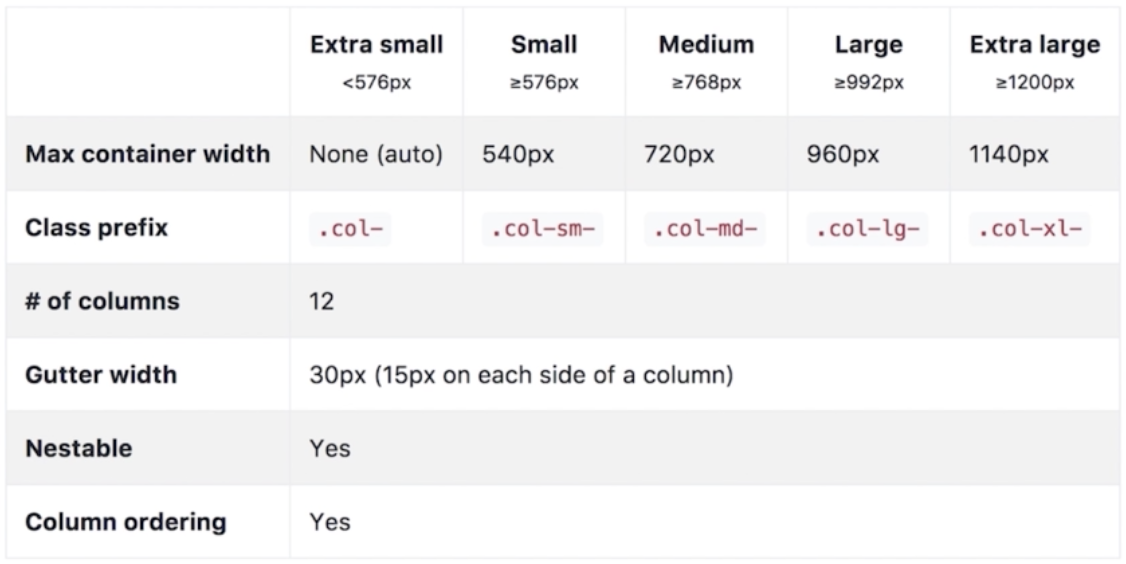 Extra small Small Medium Large Extra large
<576px ≥576px ≥768px ≥992px ≥1200px
Max container width None (auto) 540px 720px 960px 1140px
Class prefix .col- .col-sm- .col-md- .col-lg- .col-xl-
# of columns 12
Gutter width 30px (15px on each side of a column)
Nestable Yes
Column ordering Yes